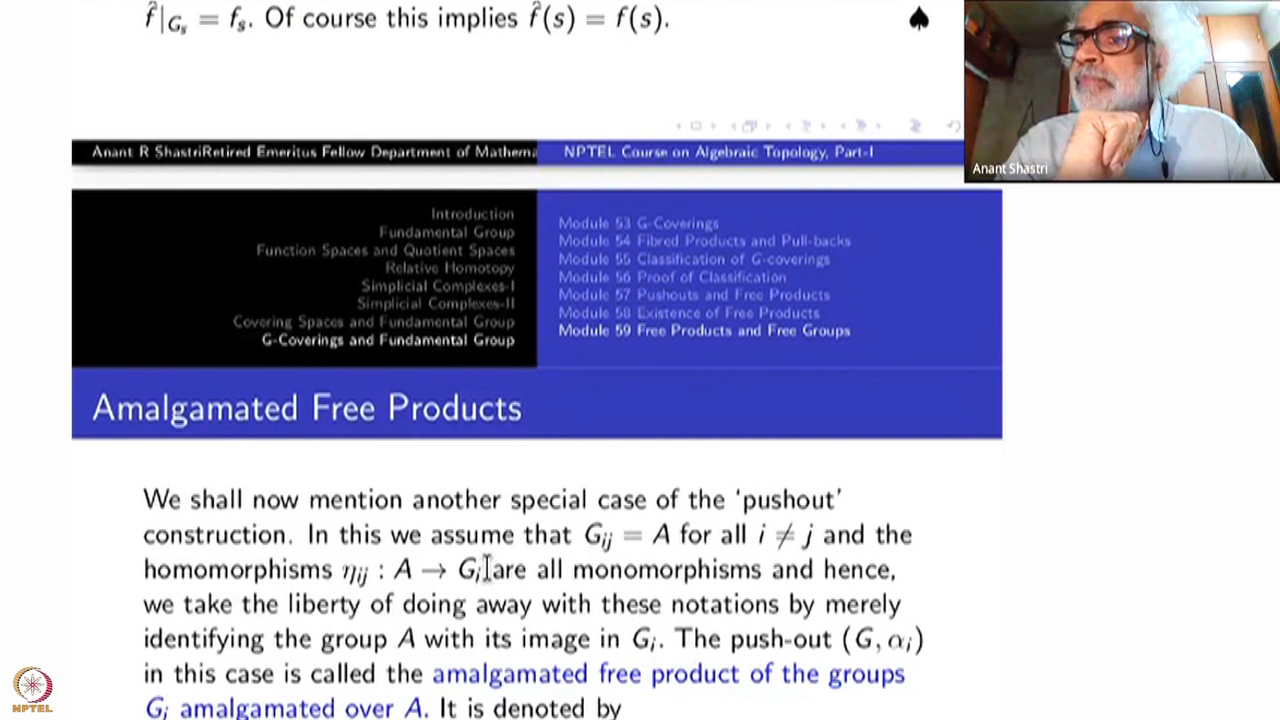 f̂|_{G_s} = f_s. Of course this implies f̂(s) = f(s). ♠
Anant R ShastriRetired Emeritus Fellow Department of Mathema
NPTEL Course on Algebraic Topology, Part-I
Anant Shastri
Introduction
Fundamental Group
Function Spaces and Quotient Spaces
Relative Homotopy
Simplicial Complexes-I
Simplicial Complexes-II
Covering Spaces and Fundamental Group
G-Coverings and Fundamental Group
Module 53 G-Coverings
Module 54 Fibred Products and Pull-backs
Module 55 Classification of G-coverings
Module 56 Proof of Classification
Module 57 Pushouts and Free Products
Module 58 Existence of Free Products
Module 59 Free Products and Free Groups
Amalgamated Free Products
We shall now mention another special case of the ‘pushout’
construction. In this we assume that G_{ij} = A for all i ≠ j and the
homomorphisms η_{ij} : A → G_i are all monomorphisms and hence,
we take the liberty of doing away with these notations by merely
identifying the group A with its image in G_i. The push-out (G, α_i)
in this case is called the amalgamated free product of the groups
G_i amalgamated over A. It is denoted by
NPTEL